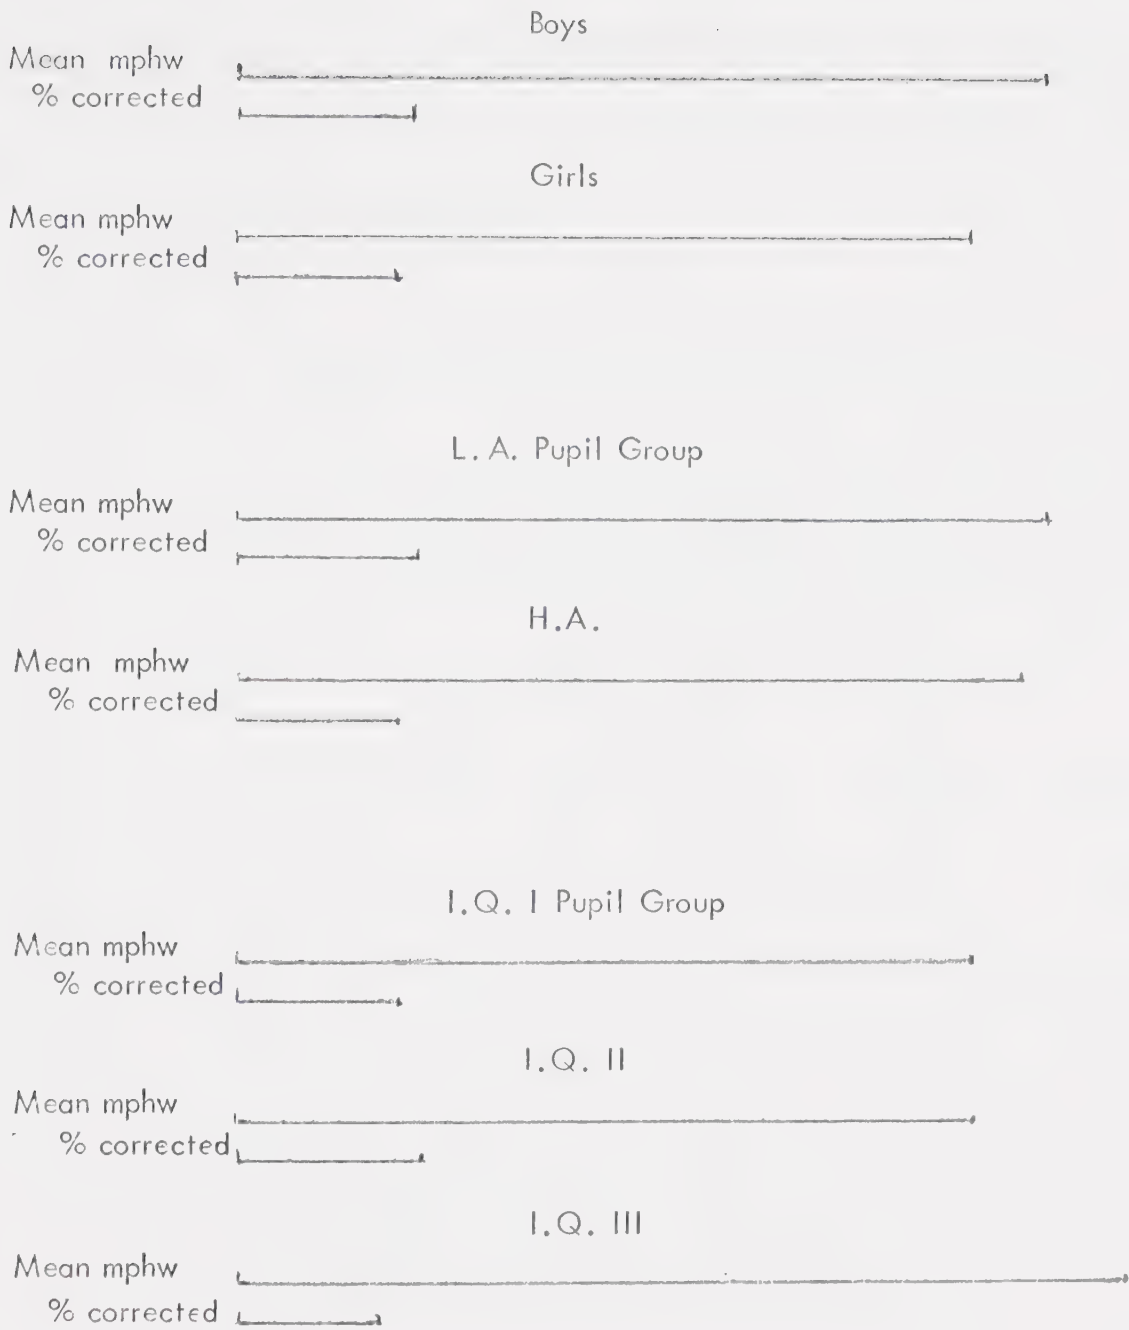 Boys
Mean mphw
% corrected
Girls
Mean mphw
% corrected
L. A. Pupil Group
Mean mphw
% corrected
H.A.
Mean mphw
% corrected
I.Q. I Pupil Group
Mean mphw
% corrected
I.Q. II
Mean mphw
% corrected
I.Q. III
Mean mphw
% corrected